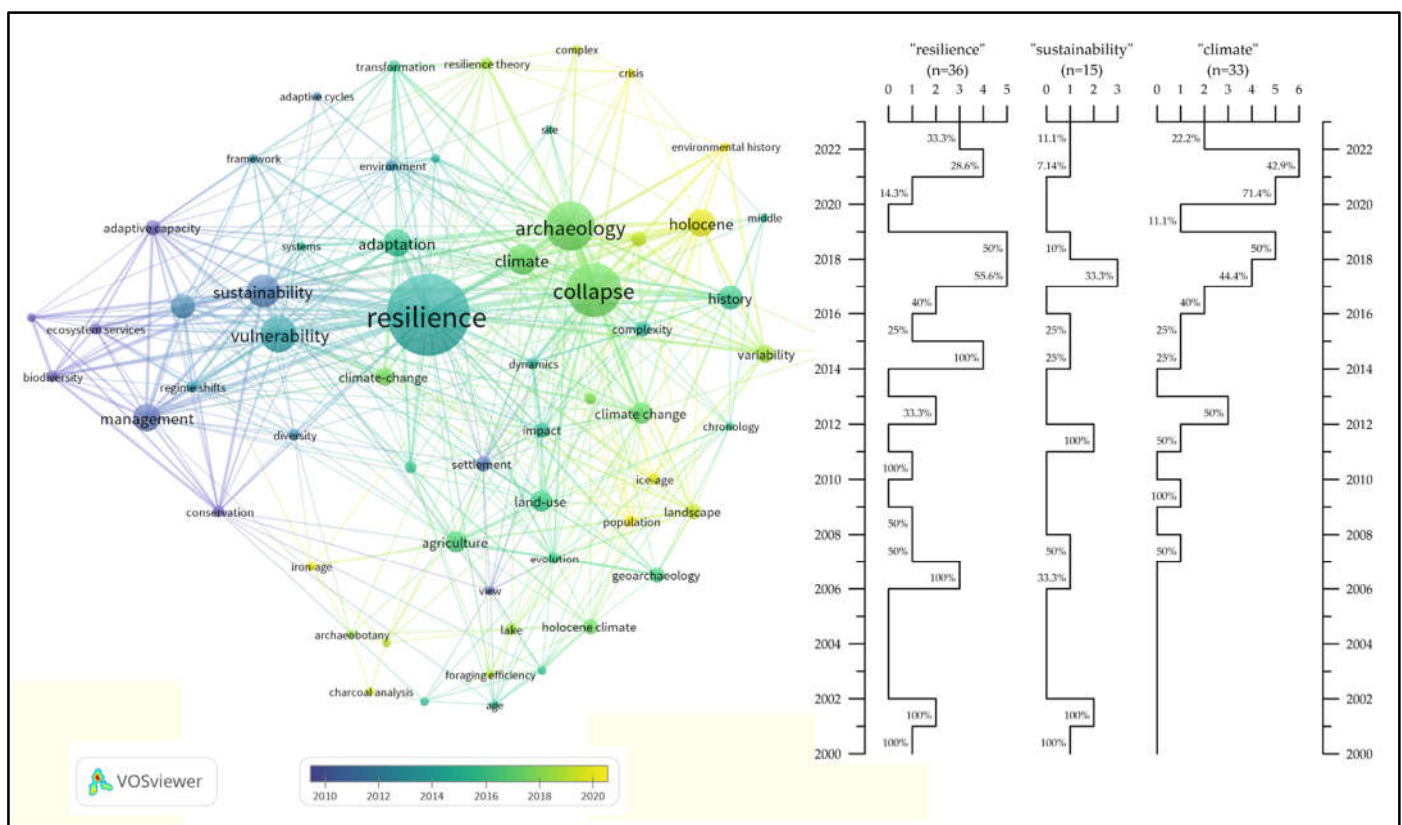 complex
crisis
transformation
resilience theory
adaptive cycles
site
environmental history
framework
environment
middle
adaptive capacity
archaeology
holocene
systems
adaptation
climate
sustainability
collapse
history
resilience
ecosystem services
vulnerability
complexity
variability
biodiversity
regime shifts
dynamics
climate-change
management
climate change
diversity
impact
chronology
settlement
ice-age
conservation
land-use
landscape
population
agriculture
evolution
iron-age
geoarchaeology
view
archaeobotany
lake
holocene climate
foraging efficiency
charcoal analysis
age
VOSviewer
2010 2012 2014 2016 2018 2020
"resilience"
(n=36)
0 1 2 3 4 5
2022
2020
2018
2016
2014
2012
2010
2008
2006
2004
2002
2000
33.3%
28.6%
14.3%
50%
55.6%
40%
25%
100%
33.3%
100%
50%
50%
100%
100%
100%
"sustainability"
(n=15)
0 1 2 3
11.1%
7.14%
10%
33.3%
25%
25%
100%
50%
33.3%
100%
100%
"climate"
(n=33)
0 1 2 3 4 5 6
22.2%
42.9%
71.4%
11.1%
50%
44.4%
40%
25%
25%
50%
50%
100%
50%
2022
2020
2018
2016
2014
2012
2010
2008
2006
2004
2002
2000